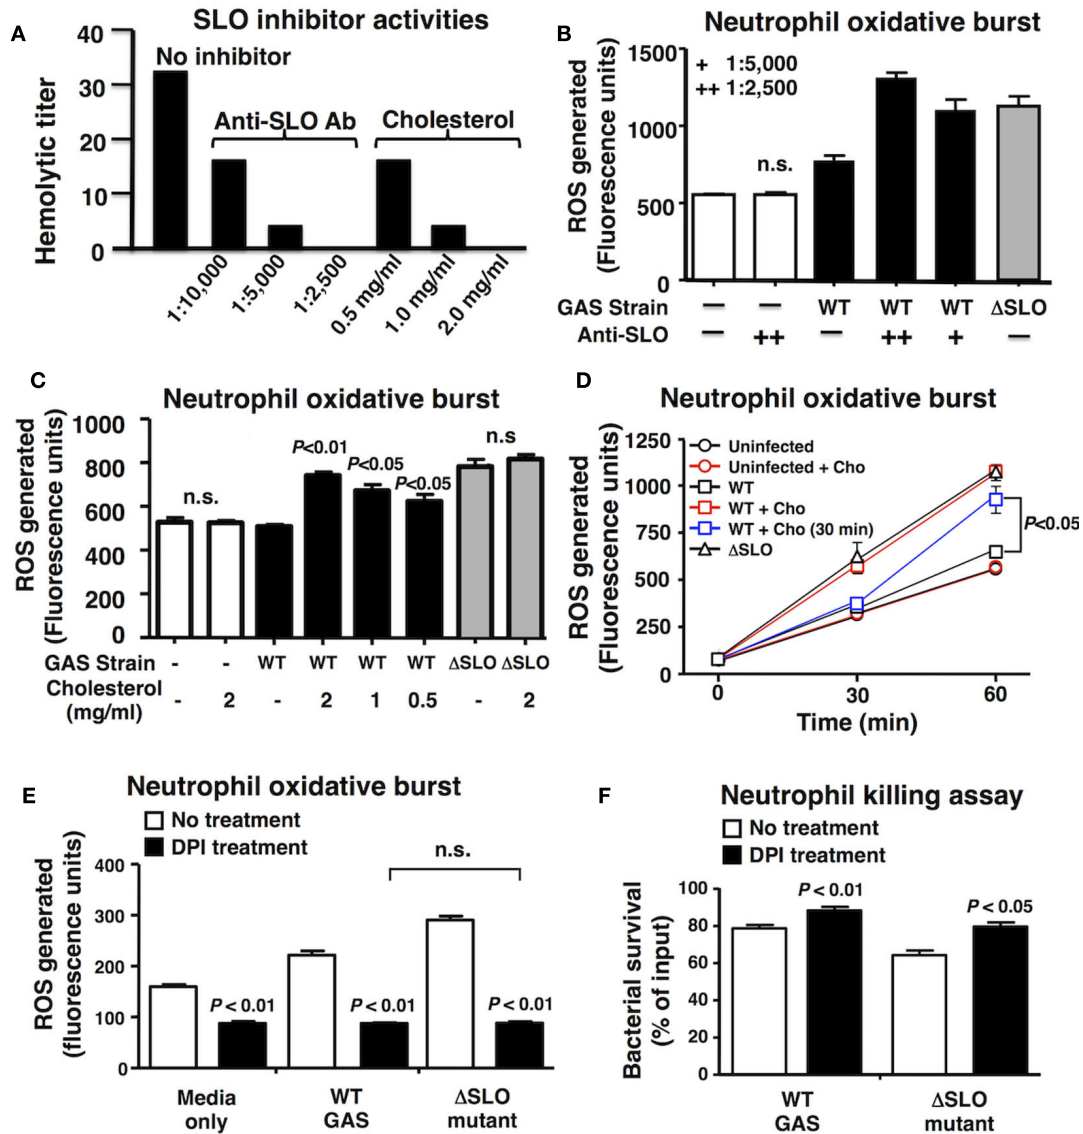 A
SLO inhibitor activities
Hemolytic titer
40
30
20
10
0
No inhibitor
Anti-SLO Ab
Cholesterol
1:10,000
1:5,000
1:2,500
0.5 mg/ml
1.0 mg/ml
2.0 mg/ml
B
Neutrophil oxidative burst
ROS generated
(Fluorescence units)
1500
1000
500
0
+ 1:5,000
++ 1:2,500
n.s.
GAS Strain — — WT WT WT ΔSLO
Anti-SLO — ++ — ++ + —
C
Neutrophil oxidative burst
ROS generated
(Fluorescence units)
1000
800
600
400
200
0
n.s.
P<0.01
P<0.05
P<0.05
n.s
GAS Strain - - WT WT WT WT ΔSLO ΔSLO
Cholesterol
(mg/ml) - 2 - 2 1 0.5 - 2
D
Neutrophil oxidative burst
ROS generated
(Fluorescence units)
1250
1000
750
500
250
0
Uninfected
Uninfected + Cho
WT
WT + Cho
WT + Cho (30 min)
ΔSLO
P<0.05
0 30 60
Time (min)
E
Neutrophil oxidative burst
No treatment
DPI treatment
ROS generated
(fluorescence units)
400
300
200
100
0
n.s.
P < 0.01
P < 0.01
P < 0.01
Media
only
WT
GAS
ΔSLO
mutant
F
Neutrophil killing assay
No treatment
DPI treatment
Bacterial survival
(% of input)
100
80
60
40
20
0
P < 0.01
P < 0.05
WT
GAS
ΔSLO
mutant